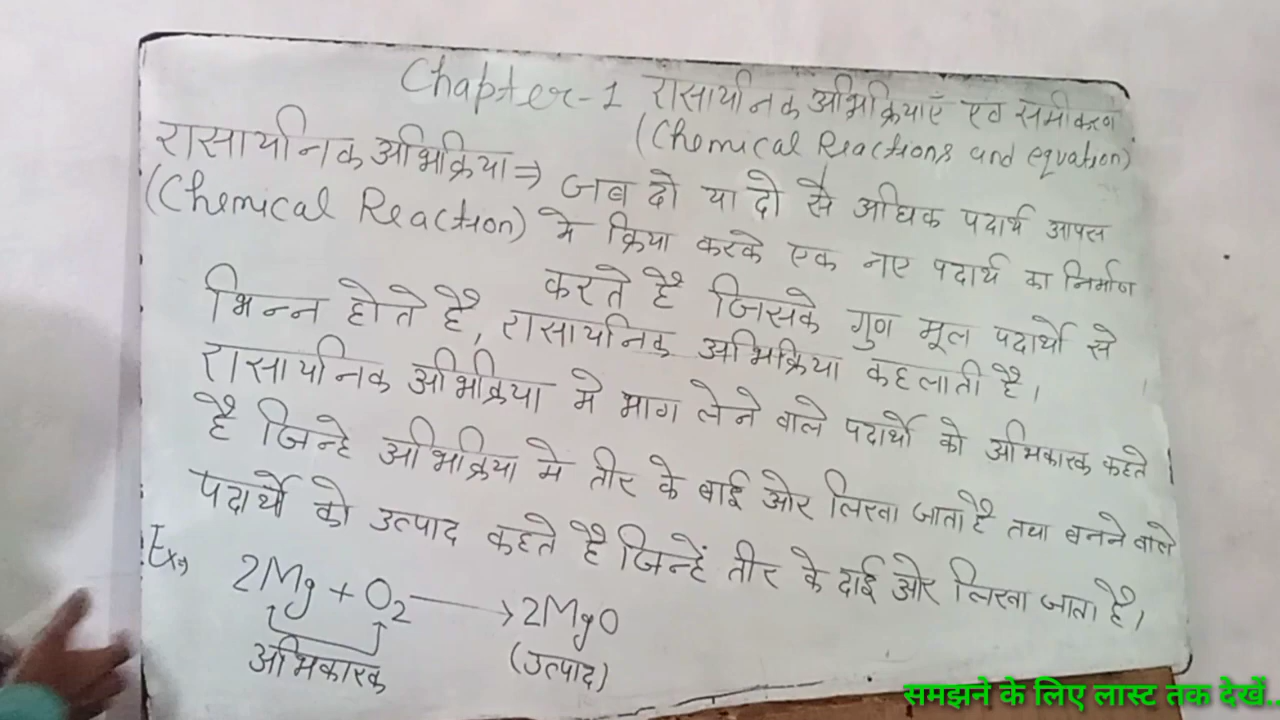 Chapter-1 रासायनिक अभिक्रियाएँ एवं समीकरण
(Chemical Reactions and equation)
रासायनिक अभिक्रिया ⇒ जब दो या दो से अधिक पदार्थ आपस
(Chemical Reaction) मे क्रिया करके एक नए पदार्थ का निर्माण
करते है जिसके गुण मूल पदार्थो से
भिन्न होते है, रासायनिक अभिक्रिया कहलाती है।
रासायनिक अभिक्रिया मे भाग लेने वाले पदार्थो को अभिकारक कहते
है जिन्हे अभिक्रिया मे तीर के बाई ओर लिखा जाता है तथा बनने वाले
पदार्थो को उत्पाद कहते है जिन्हें तीर के दाई ओर लिखा जाता है।
Ex⇒ 2Mg + O₂ ⟶ 2MgO
अभिकारक (उत्पाद)
समझने के लिए लास्ट तक देखें..